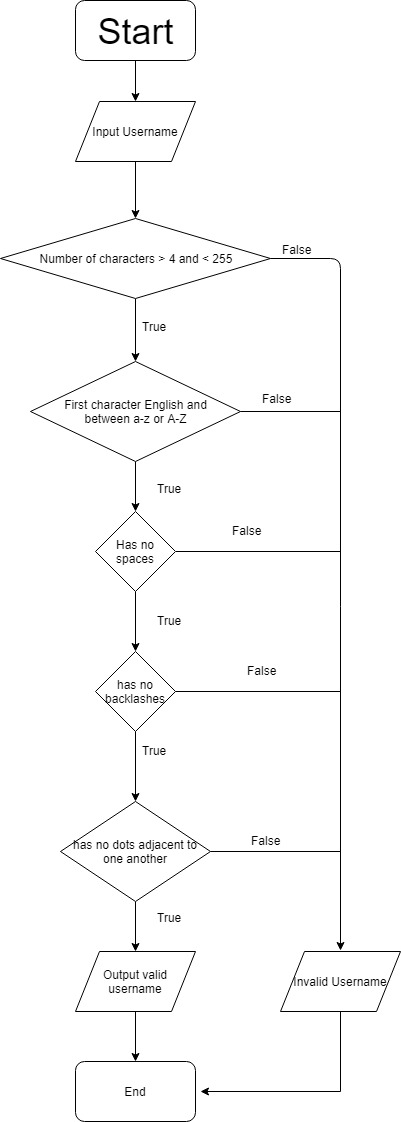 Start
Input Username
Number of characters > 4 and < 255
False
True
First character English and
between a-z or A-Z
False
True
Has no
spaces
False
True
has no
backlashes
False
True
has no dots adjacent to
one another
False
True
Output valid
username
Invalid Username
End